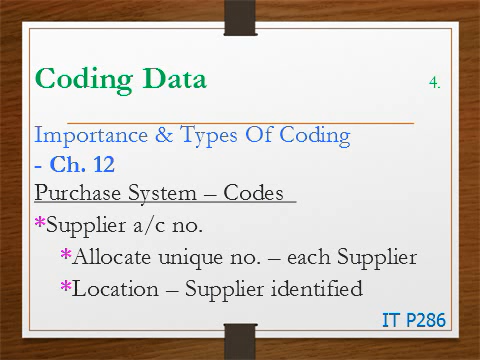 Coding Data
4.
Importance & Types Of Coding
- Ch. 12
Purchase System – Codes
*Supplier a/c no.
*Allocate unique no. – each Supplier
*Location – Supplier identified
IT P286